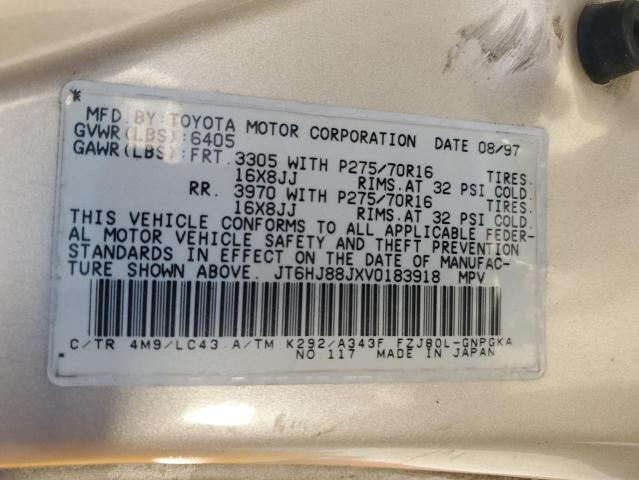 MFD.BY:TOYOTA MOTOR CORPORATION DATE 08/97
GVWR(LBS):6405
GAWR(LBS):FRT.3305 WITH P275/70R16 TIRES.
16X8JJ RIMS.AT 32 PSI COLD.
RR. 3970 WITH P275/70R16 TIRES.
16X8JJ RIMS.AT 32 PSI COLD.
THIS VEHICLE CONFORMS TO ALL APPLICABLE FEDER-
AL MOTOR VEHICLE SAFETY AND THEFT PREVENTION
STANDARDS IN EFFECT ON THE DATE OF MANUFAC-
TURE SHOWN ABOVE. JT6HJ88JXV0183918 MPV
C/TR 4M9/LC43 A/TM K292/A343F FZJ80L-GNPGKA
NO 117 MADE IN JAPAN